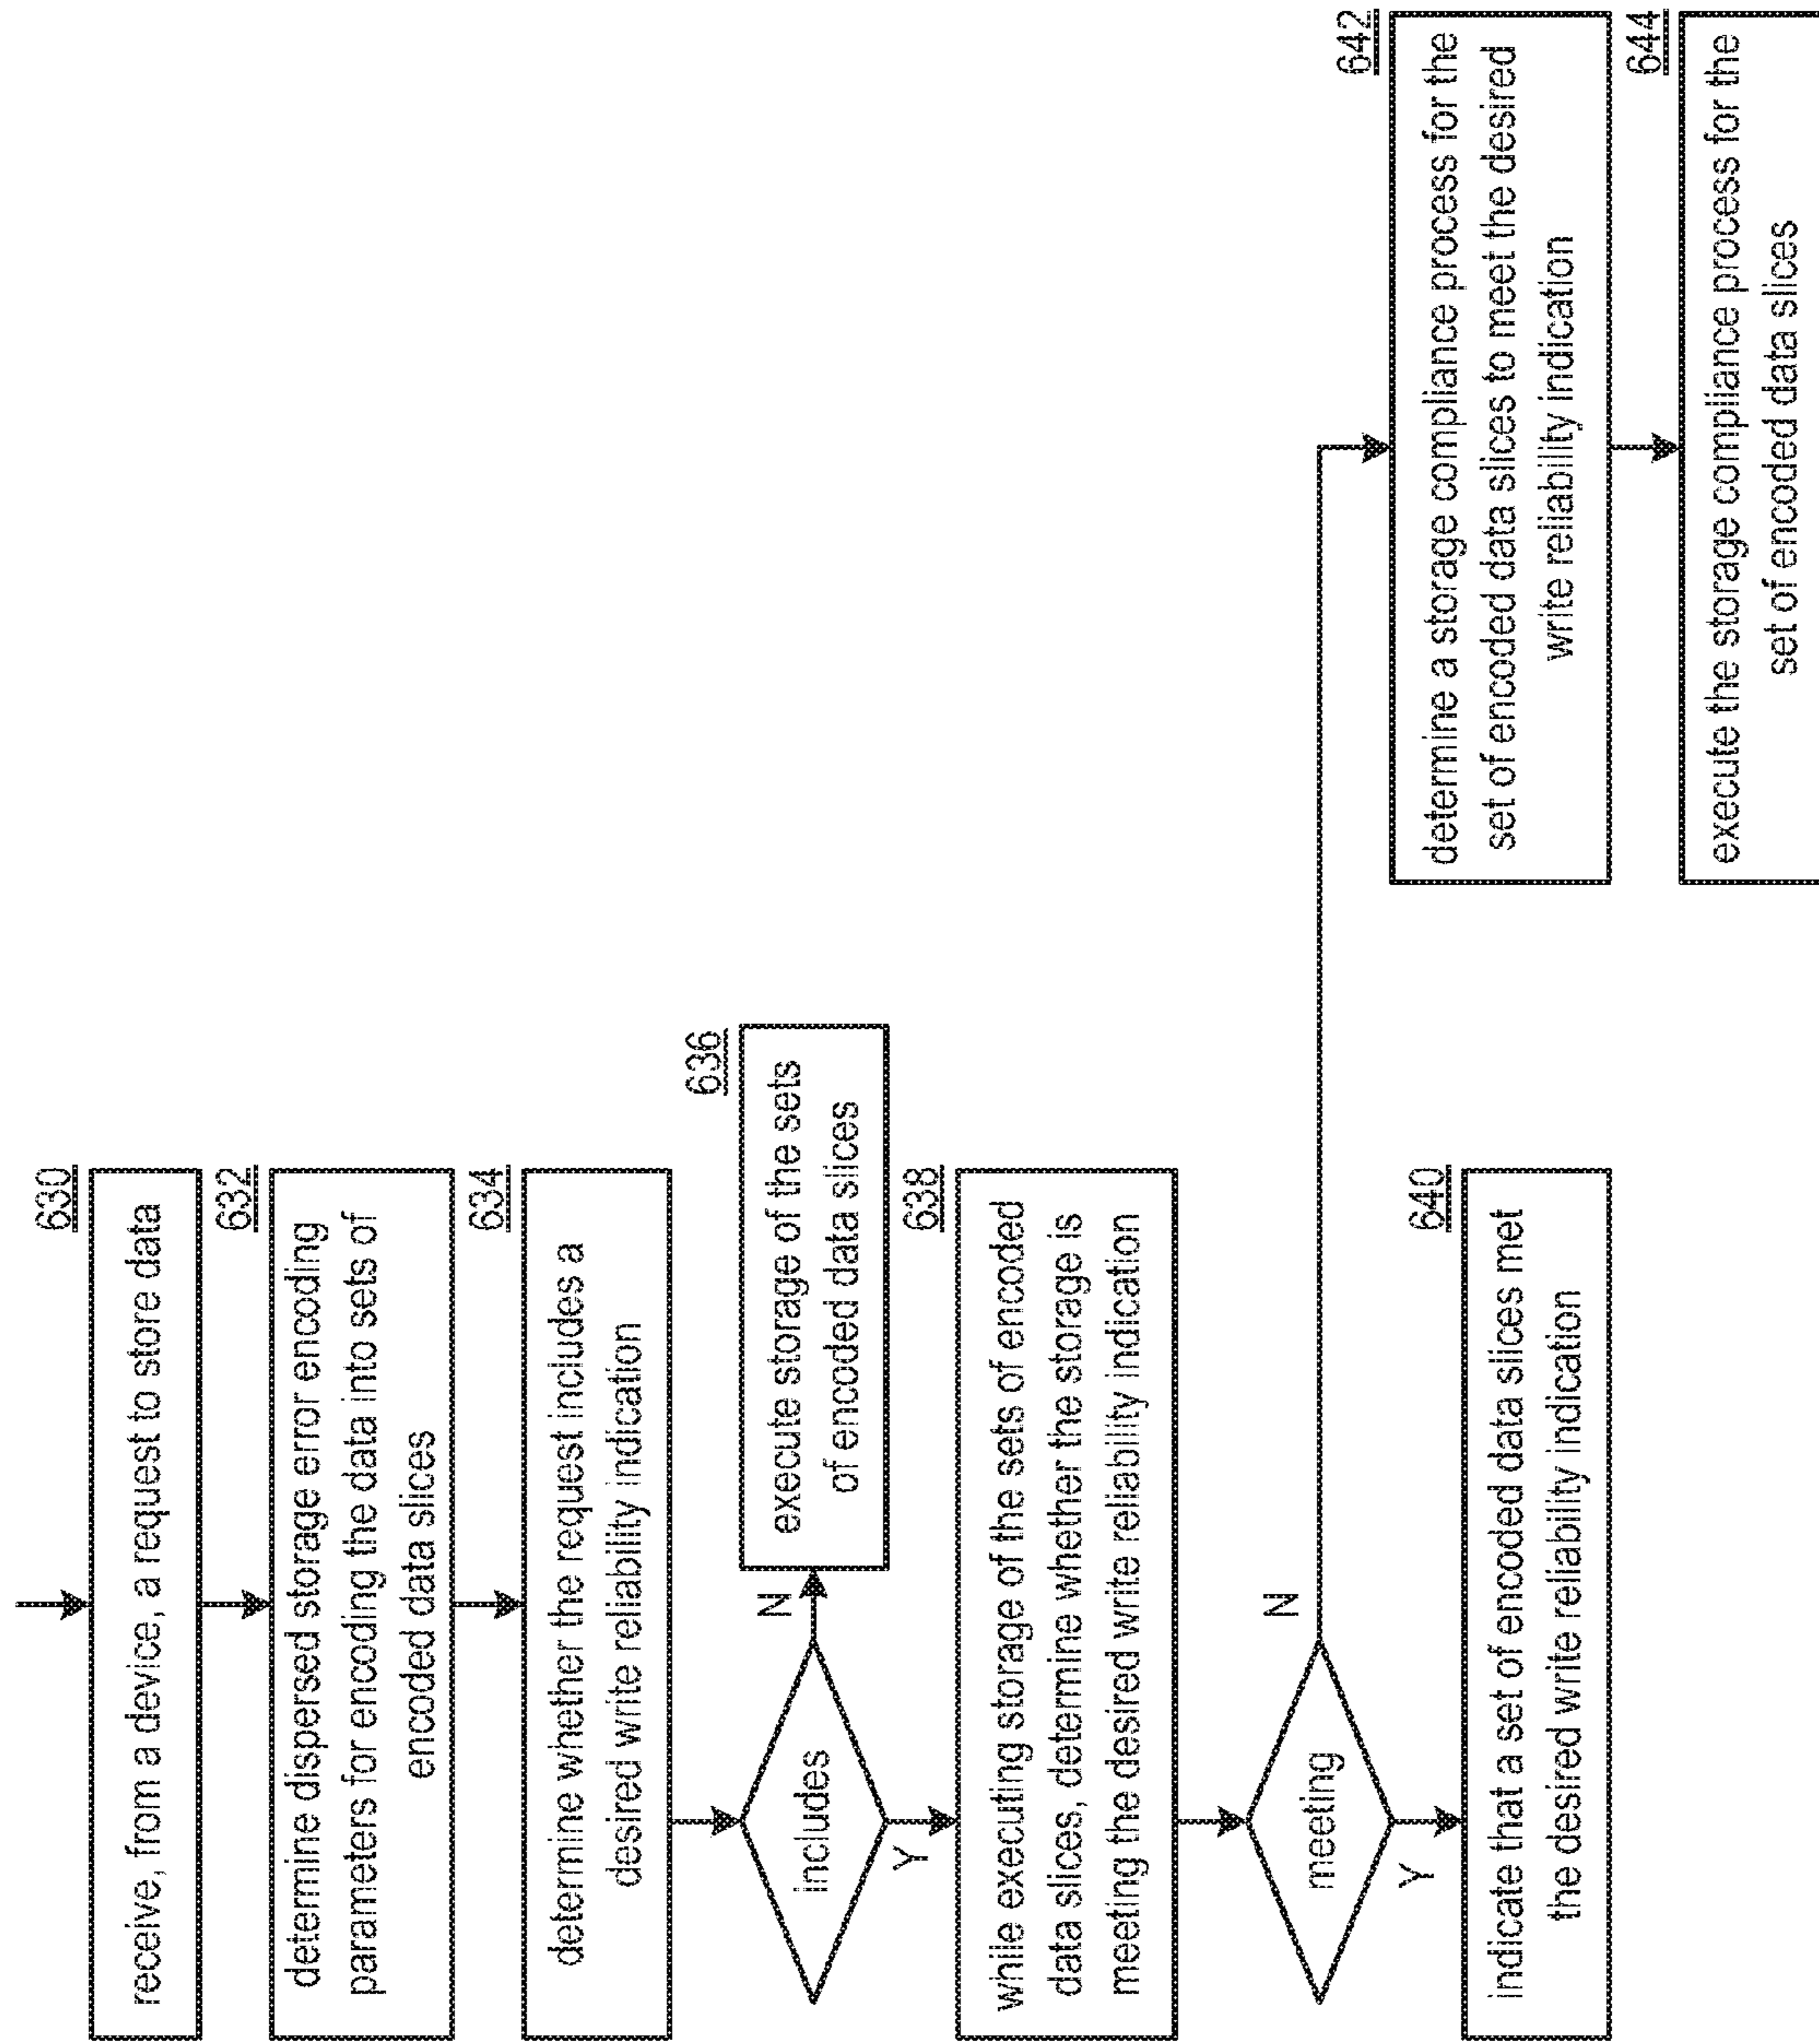 630
receive, from a device, a request to store data
632
determine dispersed storage error encoding
parameters for encoding the data into sets of
encoded data slices
634
determine whether the request includes a
desired write reliability indication
includes
N
Y
636
execute storage of the sets
of encoded data slices
638
while executing storage of the sets of encoded
data slices, determine whether the storage is
meeting the desired write reliability indication
meeting
N
Y
640
indicate that a set of encoded data slices met
the desired write reliability indication
642
determine a storage compliance process for the
set of encoded data slices to meet the desired
write reliability indication
644
execute the storage compliance process for the
set of encoded data slices